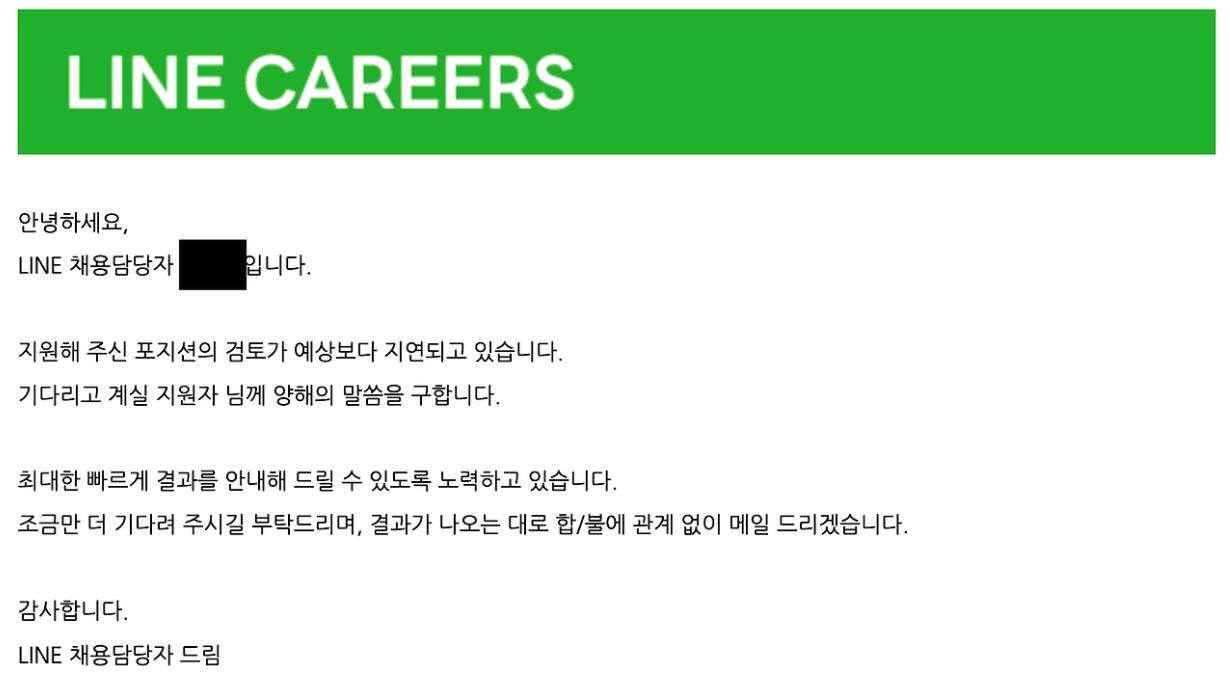 LINE CAREERS
안녕하세요,
LINE 채용담당자 입니다.
지원해 주신 포지션의 검토가 예상보다 지연되고 있습니다.
기다리고 계실 지원자 님께 양해의 말씀을 구합니다.
최대한 빠르게 결과를 안내해 드릴 수 있도록 노력하고 있습니다.
조금만 더 기다려 주시길 부탁드리며, 결과가 나오는 대로 합/불에 관계 없이 메일 드리겠습니다.
감사합니다.
LINE 채용담당자 드림